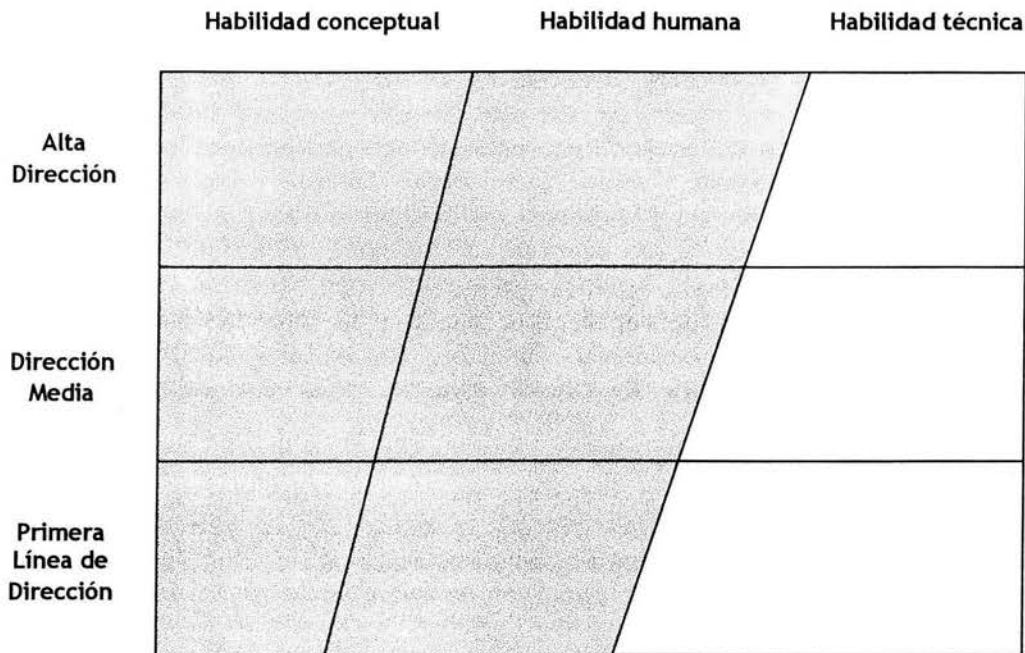 Habilidad conceptual Habilidad humana Habilidad técnica
Alta
Dirección
Dirección
Media
Primera
Línea de
Dirección